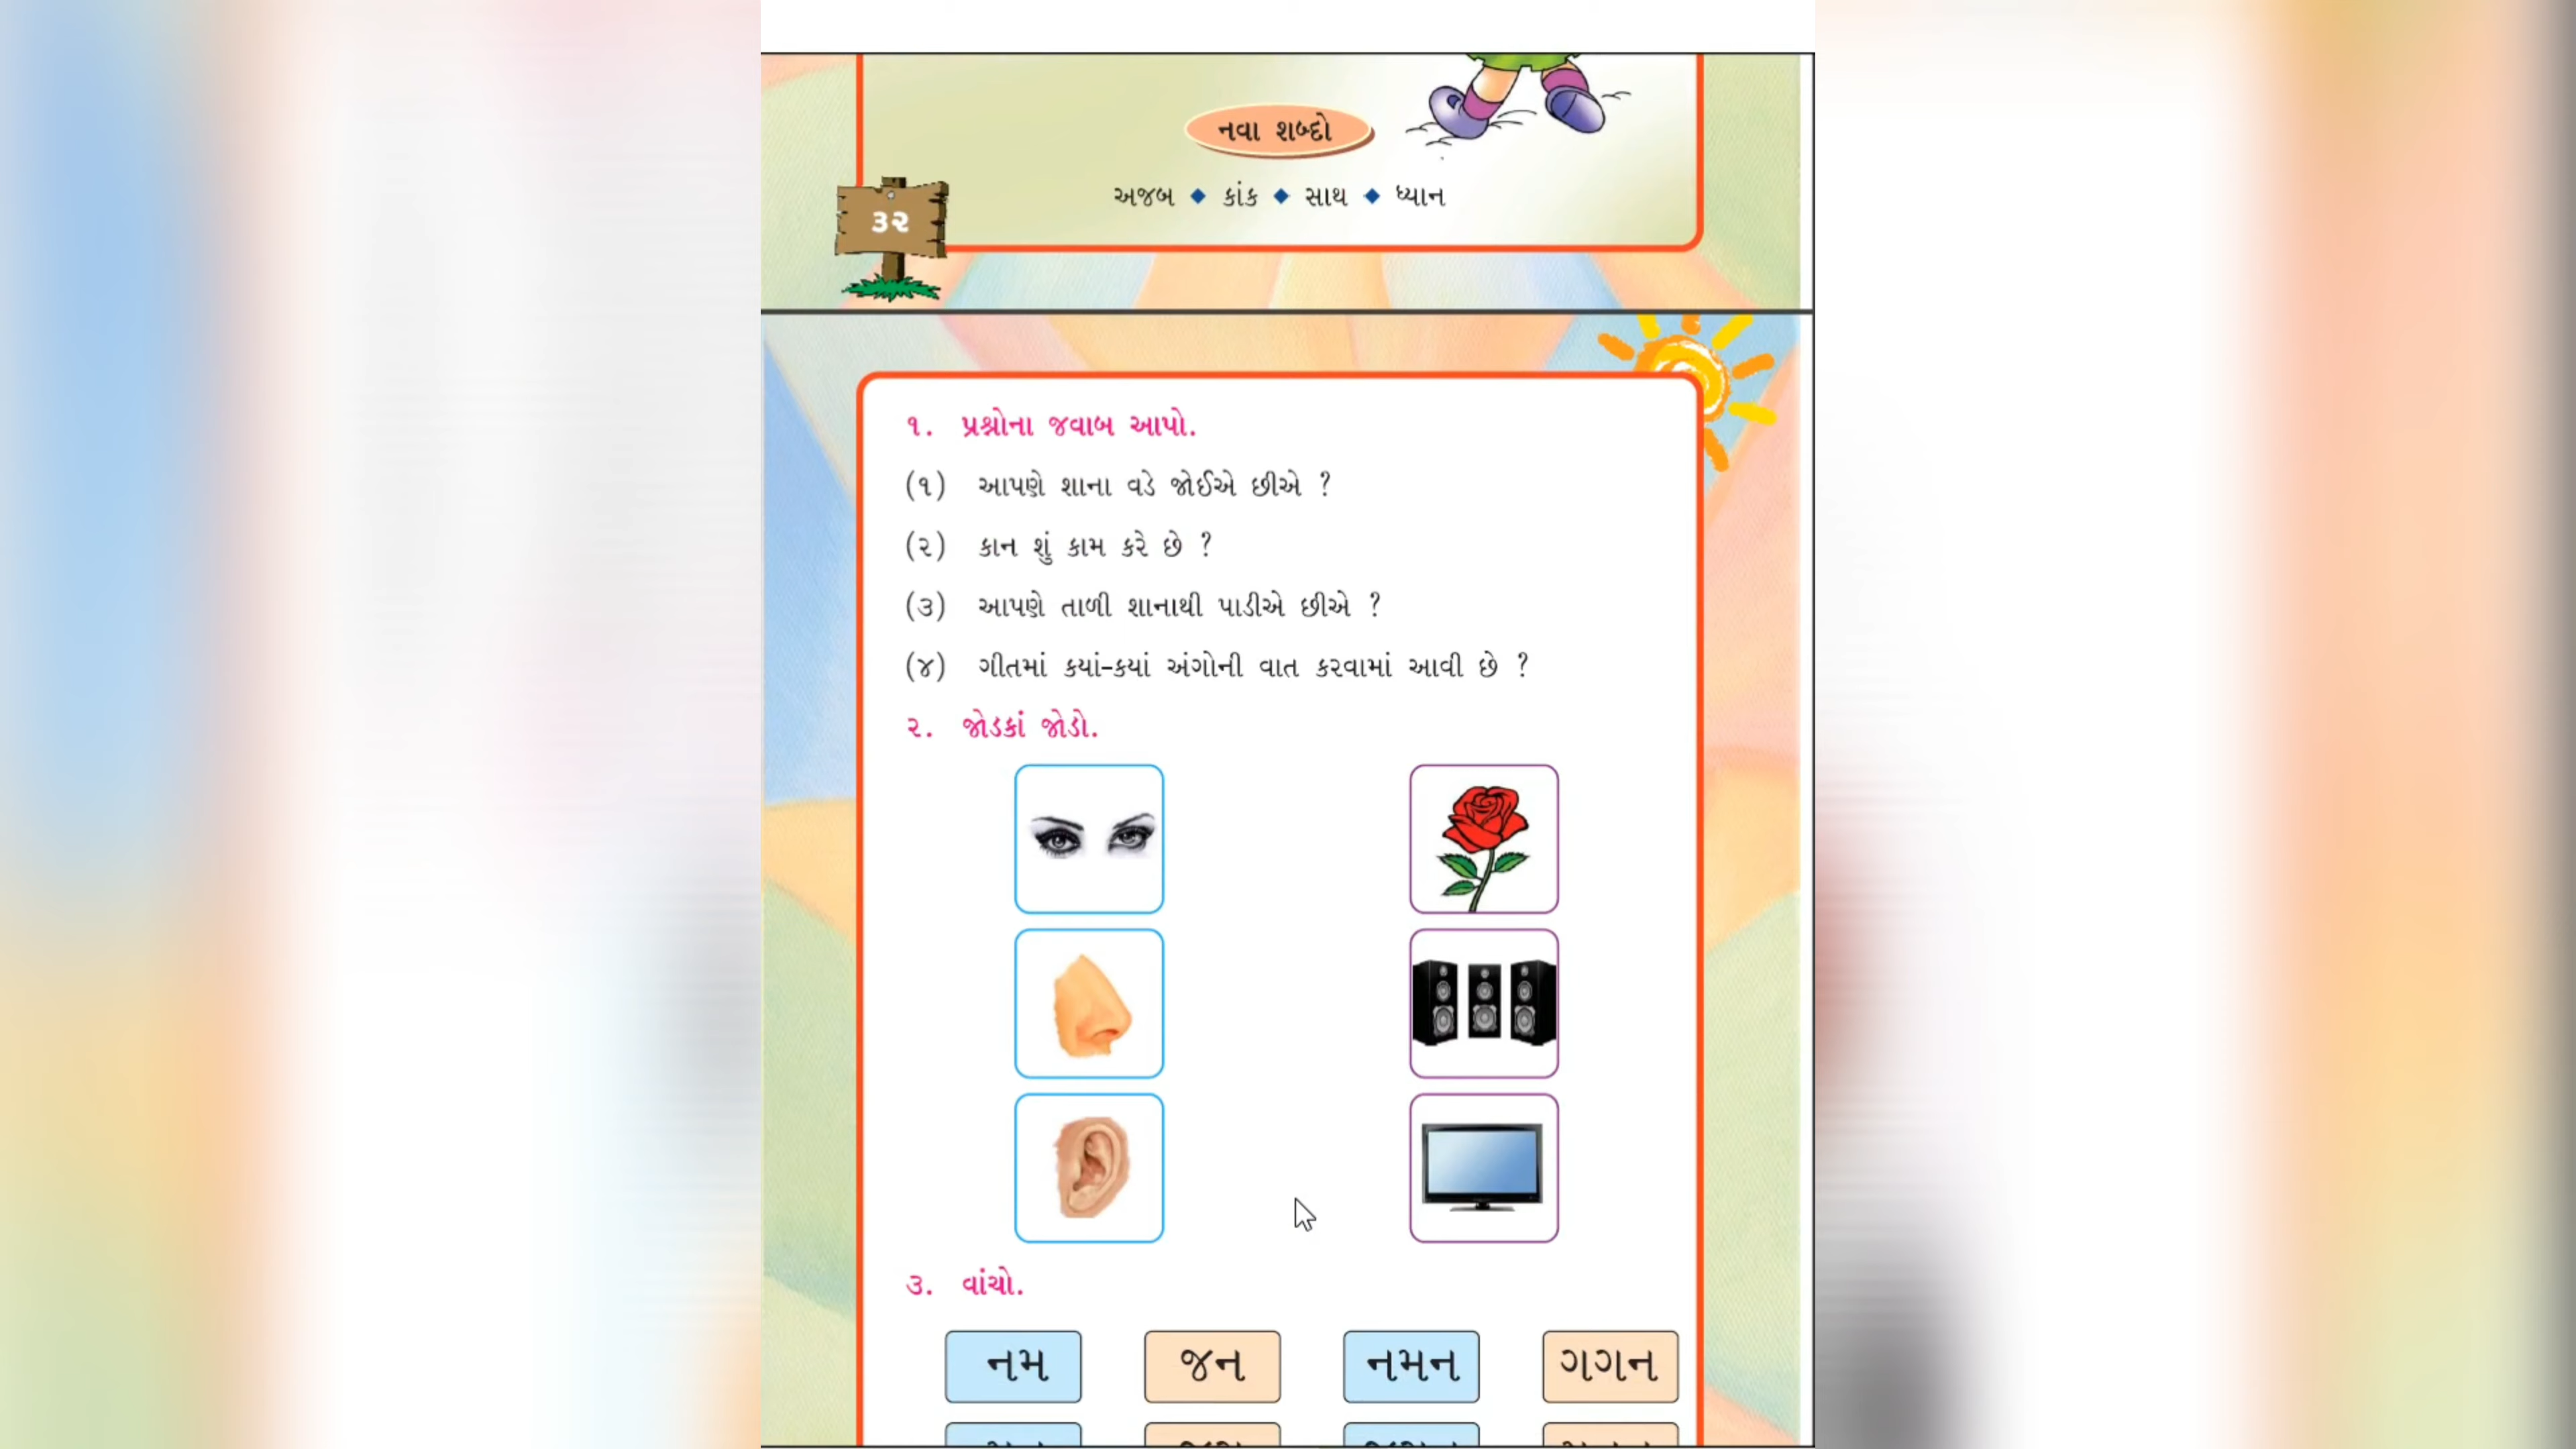 નવા શબ્દો
અજબ ◆ કાંક ◆ સાથ ◆ ધ્યાન
૩૨
૧. પ્રશ્નોના જવાબ આપો.
(૧) આપણે શાના વડે જોઈએ છીએ ?
(૨) કાન શું કામ કરે છે ?
(૩) આપણે તાળી શાનાથી પાડીએ છીએ ?
(૪) ગીતમાં કયાં-કયાં અંગોની વાત કરવામાં આવી છે ?
૨. જોડકાં જોડો.
૩. વાંચો.
નમ જન નમન ગગન